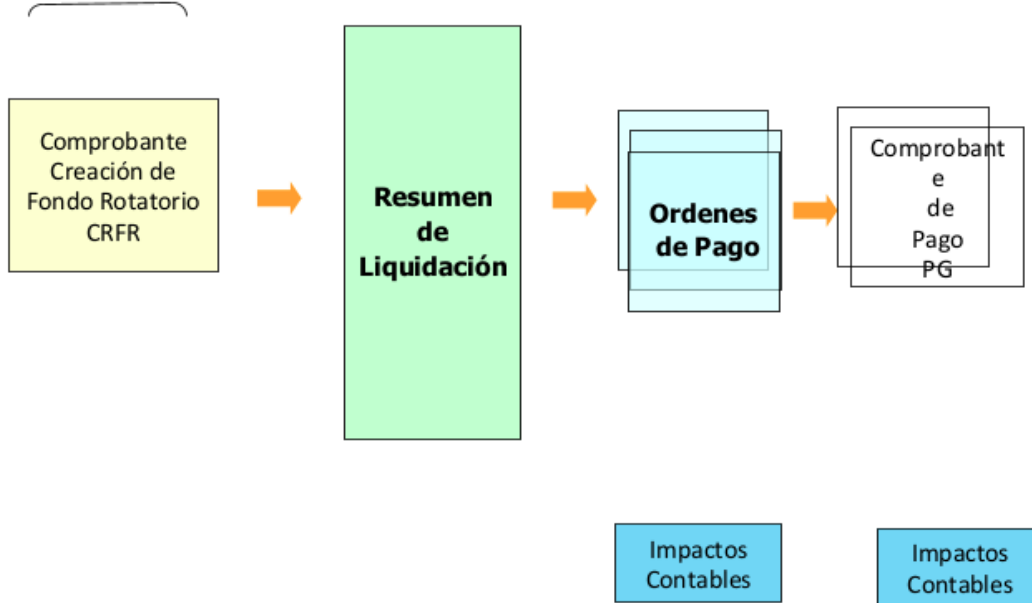 Comprobante
Creación de
Fondo Rotatorio
CRFR
Resumen
de
Liquidación
Ordenes
de Pago
Comprobant
e
de
Pago
PG
Impactos
Contables
Impactos
Contables